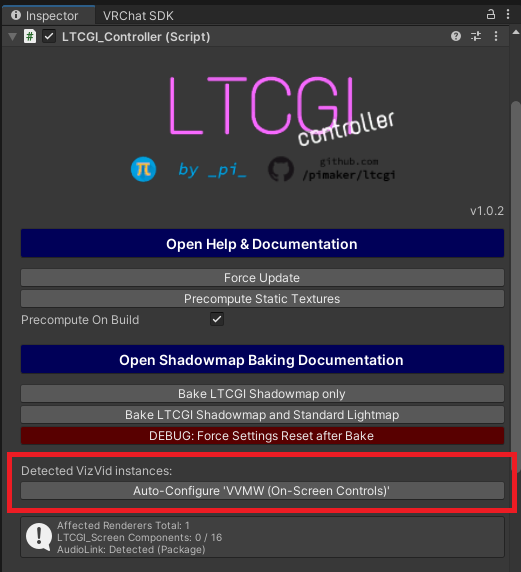 Inspector
VRChat SDK
# LTCGI_Controller (Script)
LTCGI
controller
π by _pi_
github.com
/pimaker/ltcgi
v1.0.2
Open Help & Documentation
Force Update
Precompute Static Textures
Precompute On Build
Open Shadowmap Baking Documentation
Bake LTCGI Shadowmap only
Bake LTCGI Shadowmap and Standard Lightmap
DEBUG: Force Settings Reset after Bake
Detected VizVid instances:
Auto-Configure 'VVMW (On-Screen Controls)'
Affected Renderers Total: 1
LTCGI_Screen Components: 0 / 16
AudioLink: Detected (Package)